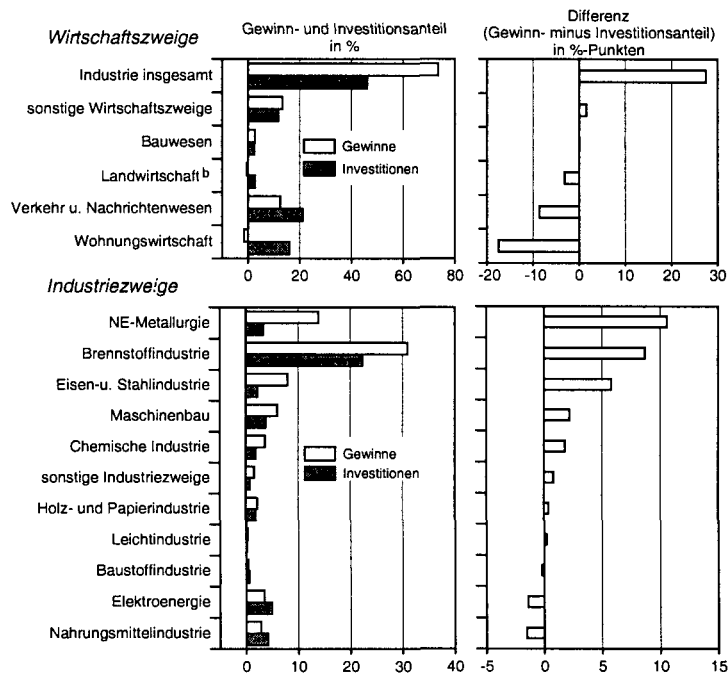 Wirtschaftszweige
Gewinn- und Investitionsanteil
in %
Differenz
(Gewinn- minus Investitionsanteil)
in %-Punkten
Industrie insgesamt
sonstige Wirtschaftszweige
Bauwesen
Landwirtschaft b
Verkehr u. Nachrichtenwesen
Wohnungswirtschaft
Gewinne
Investitionen
0 20 40 60 80
-20 -10 0 10 20 30
Industriezweige
NE-Metallurgie
Brennstoffindustrie
Eisen-u. Stahlindustrie
Maschinenbau
Chemische Industrie
sonstige Industriezweige
Holz- und Papierindustrie
Leichtindustrie
Baustoffindustrie
Elektroenergie
Nahrungsmittelindustrie
Gewinne
Investitionen
0 10 20 30 40
-5 0 5 10 15